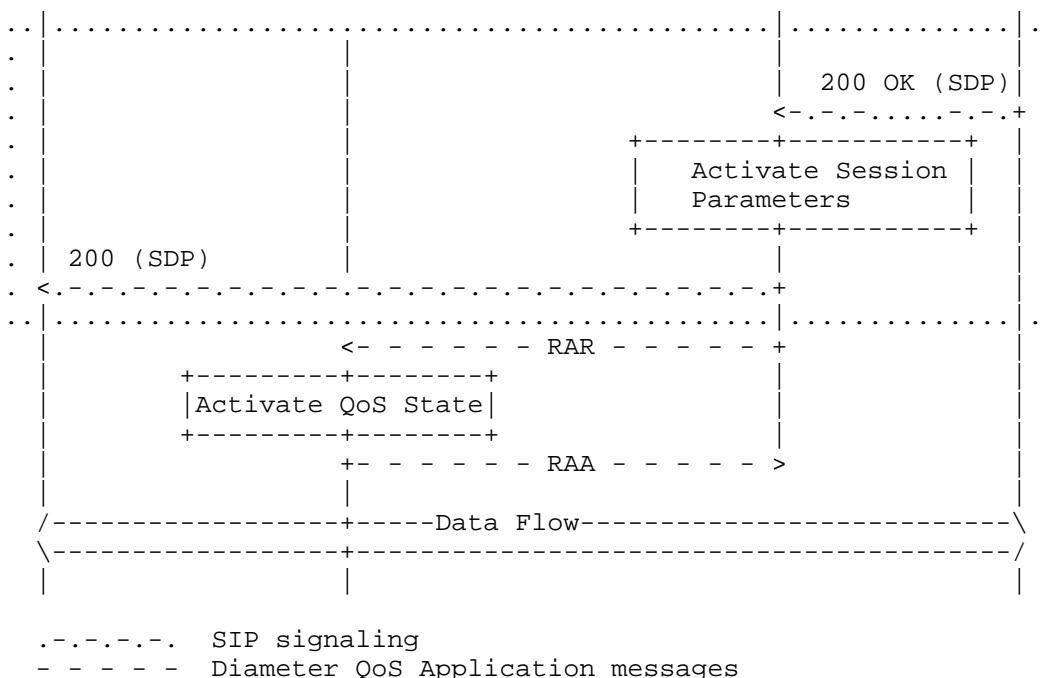 200 OK (SDP)
Activate Session
Parameters
200 (SDP)
RAR
Activate QoS State
RAA
Data Flow
.-.-.-.-. SIP signaling
- - - - - Diameter QoS Application messages